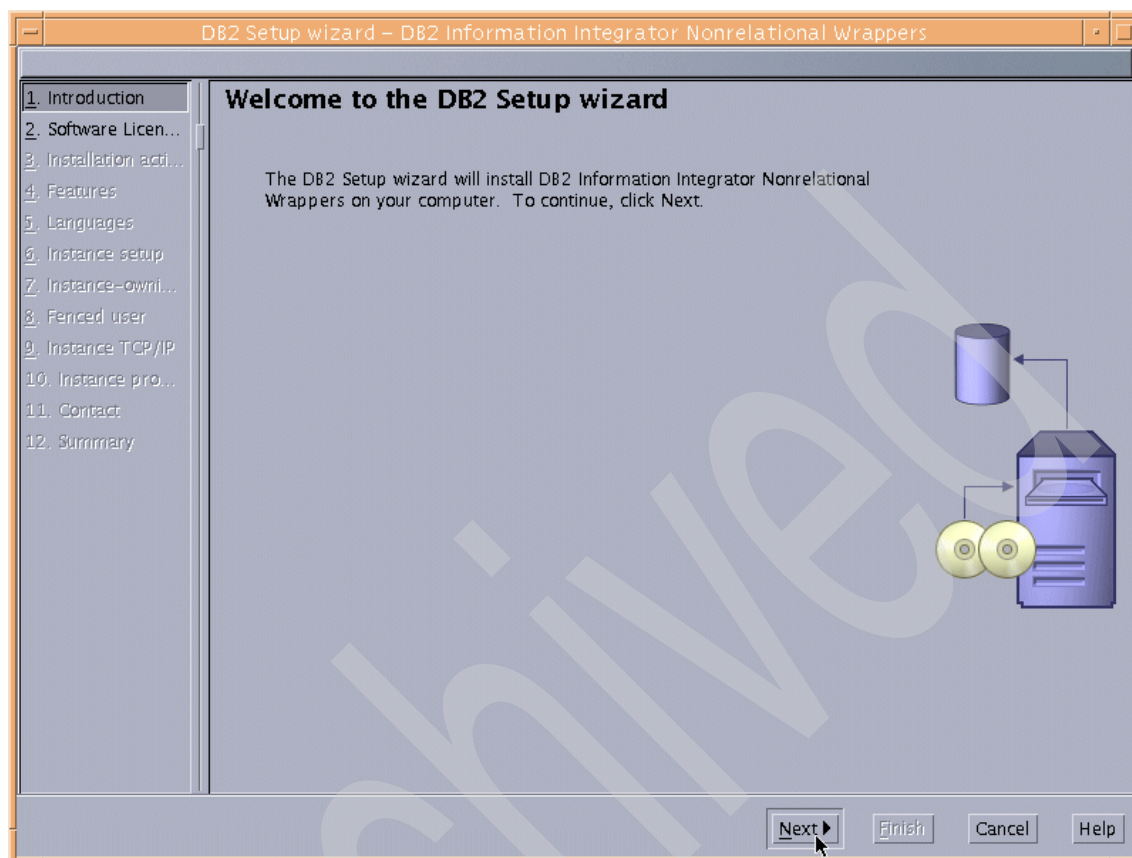 DB2 Setup wizard – DB2 Information Integrator Nonrelational Wrappers
1. Introduction
2. Software Licen...
3. Installation acti...
4. Features
5. Languages
6. Instance setup
7. Instance-owni...
8. Fenced user
9. Instance TCP/IP
10. Instance pro...
11. Contact
12. Summary
Welcome to the DB2 Setup wizard
The DB2 Setup wizard will install DB2 Information Integrator Nonrelational
Wrappers on your computer. To continue, click Next.
hived
Next
Finish
Cancel
Help